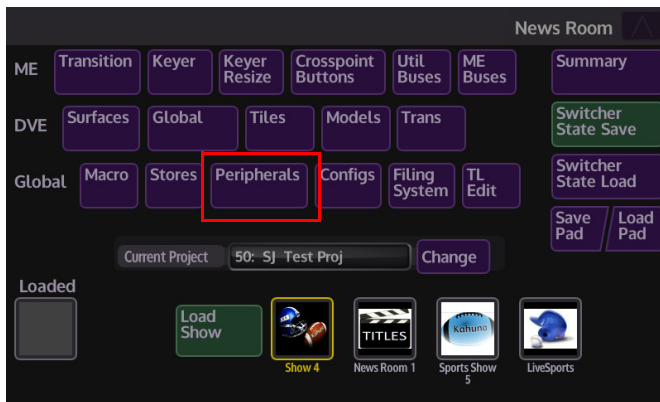 News Room
ME
Transition
Keyer
Keyer
Resize
Crosspoint
Buttons
Util
Buses
ME
Buses
Summary
DVE
Surfaces
Global
Tiles
Models
Trans
Switcher
State Save
Global
Macro
Stores
Peripherals
Configs
Filing
System
TL
Edit
Switcher
State Load
Save
Pad
Load
Pad
Current Project
50: SJ Test Proj
Change
Loaded
Load
Show
TITLES
Kahuna
Show 4
News Room 1
Sports Show
5
LiveSports